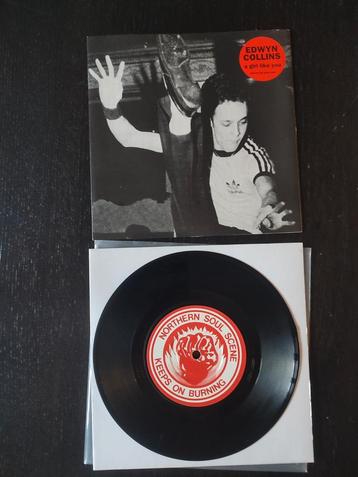 EDWYN
COLLINS
a girl like you
NORTHERN SOUL SCENE
KEEPS ON BURNING